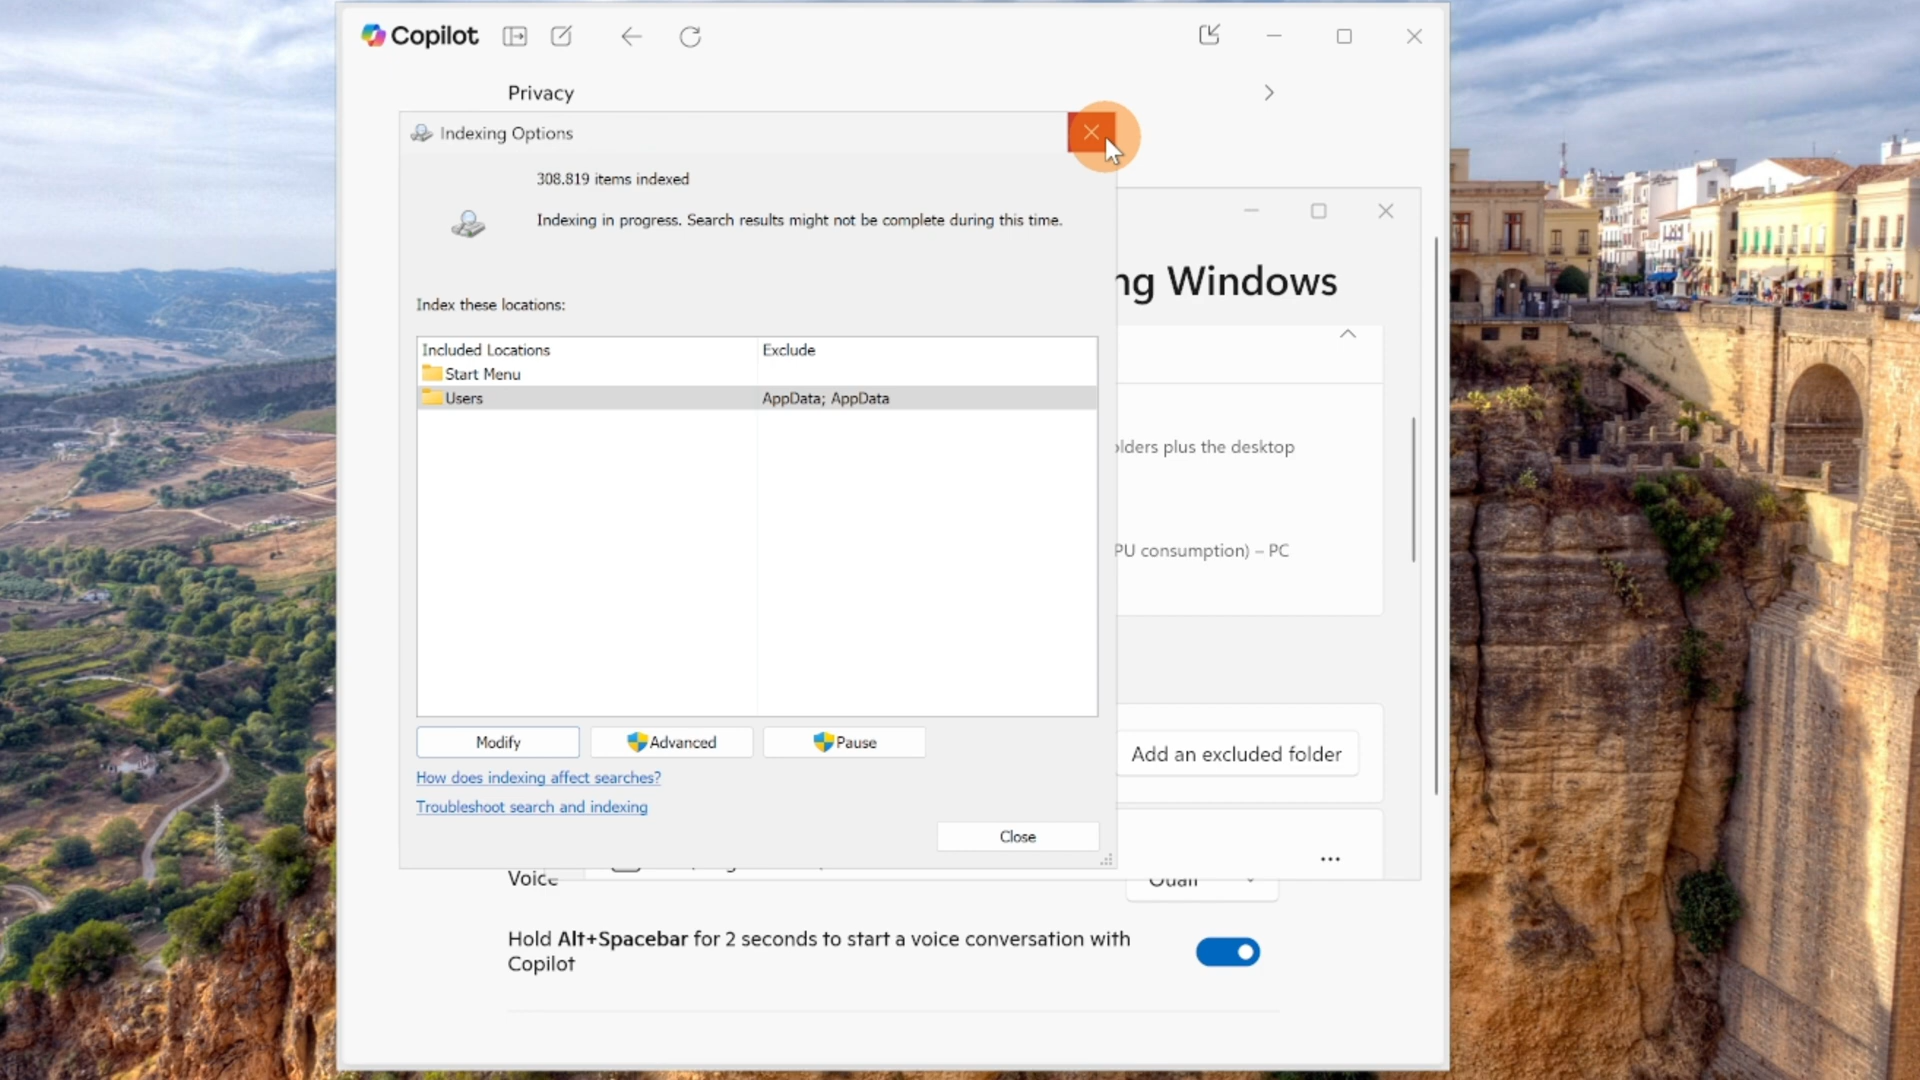 Copilot
Privacy
Indexing Options
308.819 items indexed
Indexing in progress. Search results might not be complete during this time.
ng Windows
Index these locations:
Included Locations Exclude
Start Menu
Users AppData; AppData
olders plus the desktop
PU consumption) – PC
Modify Advanced Pause
Add an excluded folder
How does indexing affect searches?
Troubleshoot search and indexing
Close
Voice
Hold Alt+Spacebar for 2 seconds to start a voice conversation with
Copilot